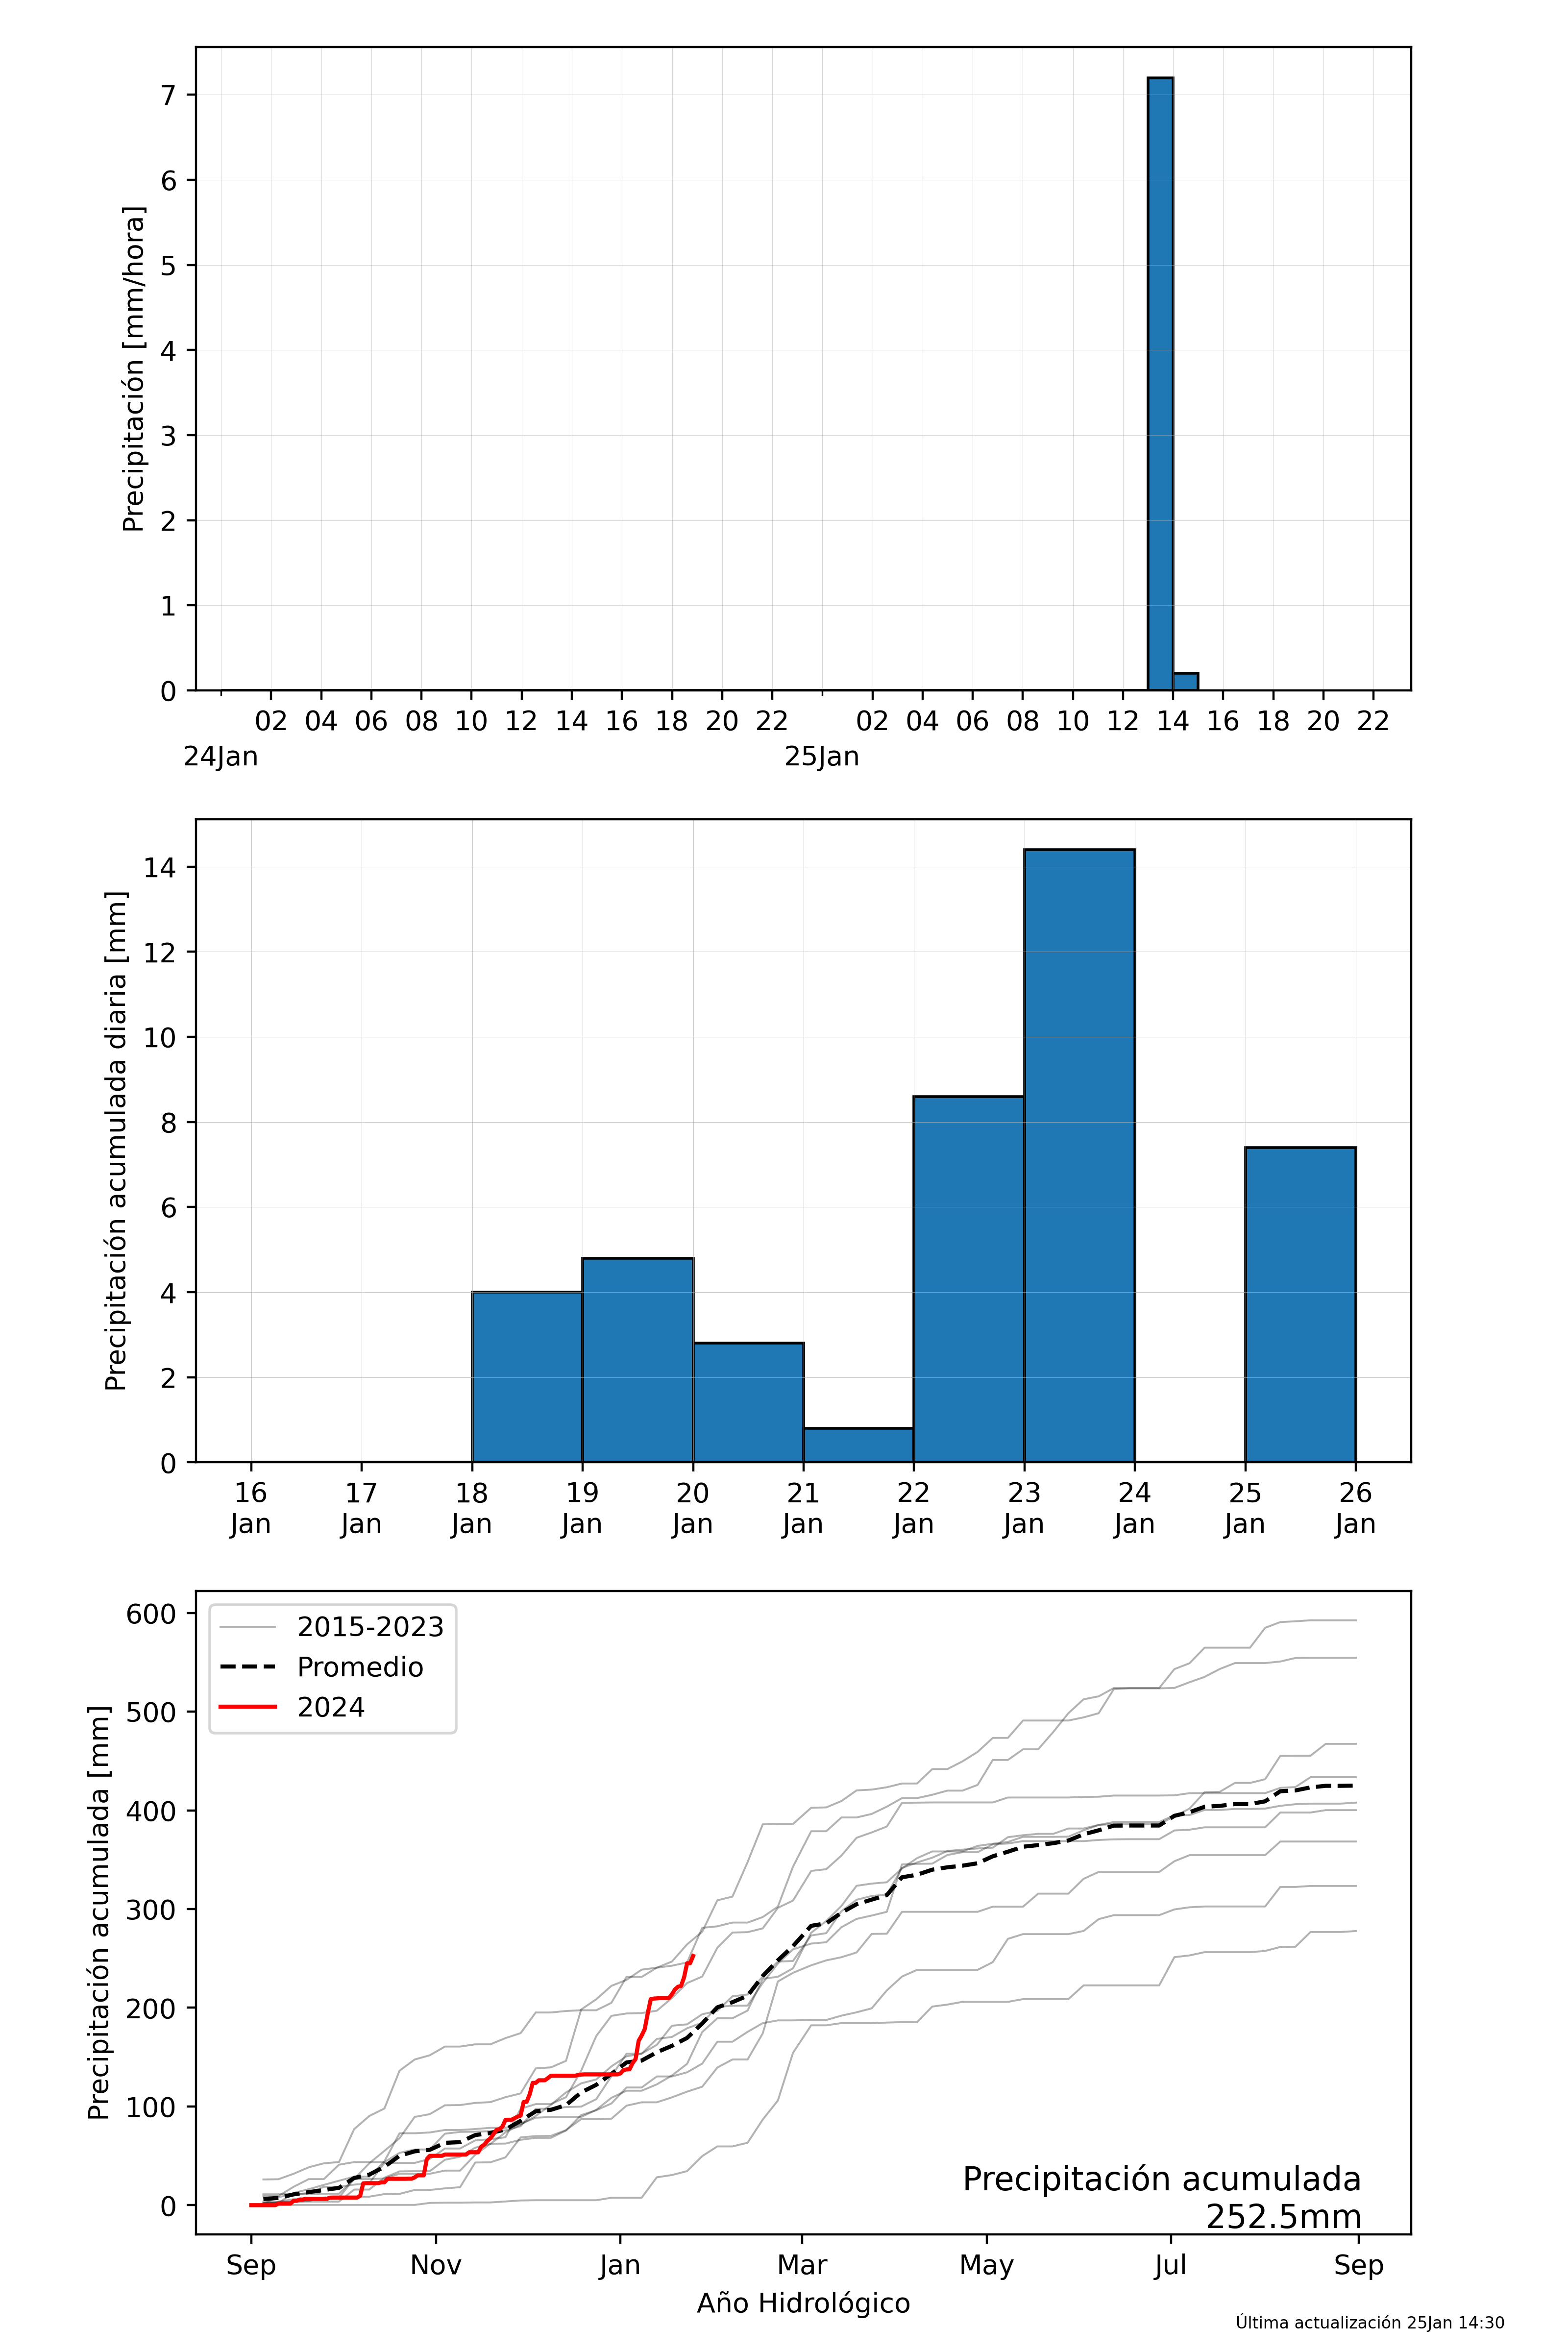 Precipitación [mm/hora]
7
6
5
4
3
2
1
0
02 04 06 08 10 12 14 16 18 20 22 02 04 06 08 10 12 14 16 18 20 22
24Jan 25Jan
Precipitación acumulada diaria [mm]
14
12
10
8
6
4
2
0
16 17 18 19 20 21 22 23 24 25 26
Jan Jan Jan Jan Jan Jan Jan Jan Jan Jan Jan
Precipitación acumulada [mm]
600
500
400
300
200
100
0
2015-2023
Promedio
2024
Precipitación acumulada
252.5mm
Sep Nov Jan Mar May Jul Sep
Año Hidrológico
Última actualización 25Jan 14:30